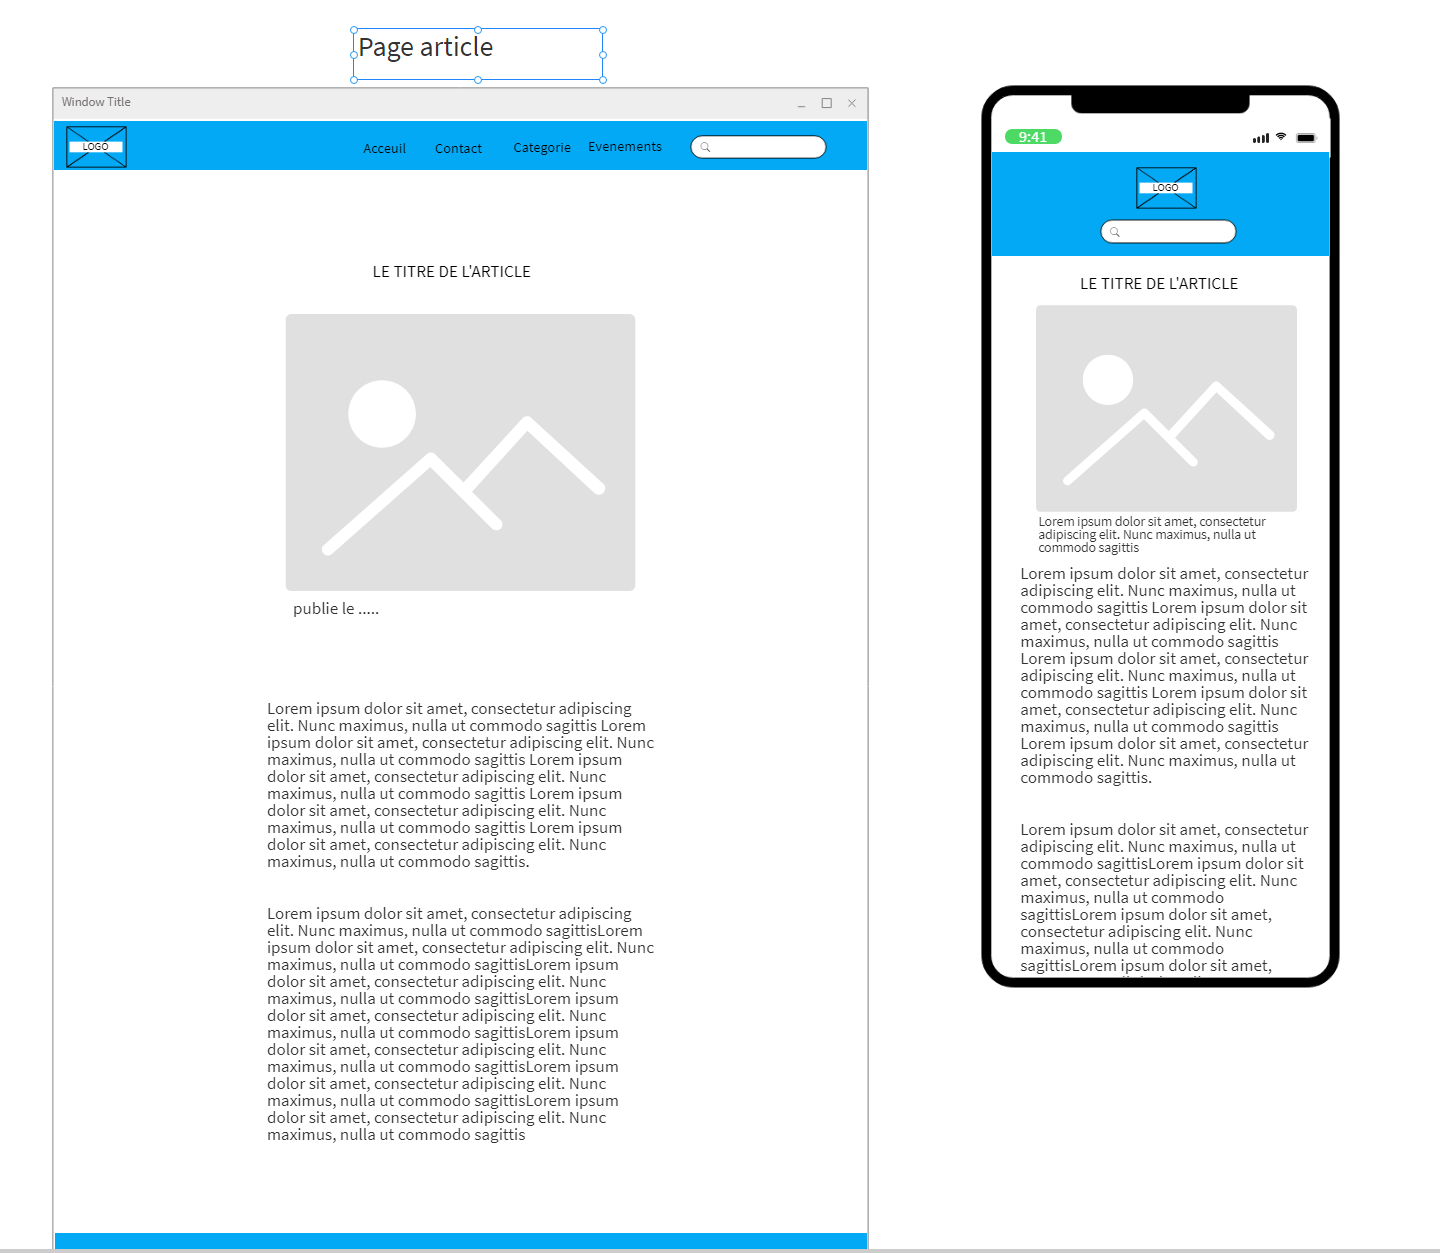 Page article
Window Title
LOGO
Acceuil Contact Categorie Evenements
LE TITRE DE L'ARTICLE
publie le .....
Lorem ipsum dolor sit amet, consectetur adipiscing
elit. Nunc maximus, nulla ut commodo sagittis Lorem
ipsum dolor sit amet, consectetur adipiscing elit. Nunc
maximus, nulla ut commodo sagittis Lorem ipsum
dolor sit amet, consectetur adipiscing elit. Nunc
maximus, nulla ut commodo sagittis Lorem ipsum
dolor sit amet, consectetur adipiscing elit. Nunc
maximus, nulla ut commodo sagittis Lorem ipsum
dolor sit amet, consectetur adipiscing elit. Nunc
maximus, nulla ut commodo sagittis.
Lorem ipsum dolor sit amet, consectetur adipiscing
elit. Nunc maximus, nulla ut commodo sagittisLorem
ipsum dolor sit amet, consectetur adipiscing elit. Nunc
maximus, nulla ut commodo sagittisLorem ipsum
dolor sit amet, consectetur adipiscing elit. Nunc
maximus, nulla ut commodo sagittisLorem ipsum
dolor sit amet, consectetur adipiscing elit. Nunc
maximus, nulla ut commodo sagittisLorem ipsum
dolor sit amet, consectetur adipiscing elit. Nunc
maximus, nulla ut commodo sagittisLorem ipsum
dolor sit amet, consectetur adipiscing elit. Nunc
maximus, nulla ut commodo sagittisLorem ipsum
dolor sit amet, consectetur adipiscing elit. Nunc
maximus, nulla ut commodo sagittis
9:41
LOGO
LE TITRE DE L'ARTICLE
Lorem ipsum dolor sit amet, consectetur
adipiscing elit. Nunc maximus, nulla ut
commodo sagittis
Lorem ipsum dolor sit amet, consectetur
adipiscing elit. Nunc maximus, nulla ut
commodo sagittis Lorem ipsum dolor sit
amet, consectetur adipiscing elit. Nunc
maximus, nulla ut commodo sagittis
Lorem ipsum dolor sit amet, consectetur
adipiscing elit. Nunc maximus, nulla ut
commodo sagittis Lorem ipsum dolor sit
amet, consectetur adipiscing elit. Nunc
maximus, nulla ut commodo sagittis
Lorem ipsum dolor sit amet, consectetur
adipiscing elit. Nunc maximus, nulla ut
commodo sagittis.
Lorem ipsum dolor sit amet, consectetur
adipiscing elit. Nunc maximus, nulla ut
commodo sagittisLorem ipsum dolor sit
amet, consectetur adipiscing elit. Nunc
maximus, nulla ut commodo
sagittisLorem ipsum dolor sit amet,
consectetur adipiscing elit. Nunc
maximus, nulla ut commodo
sagittisLorem ipsum dolor sit amet,